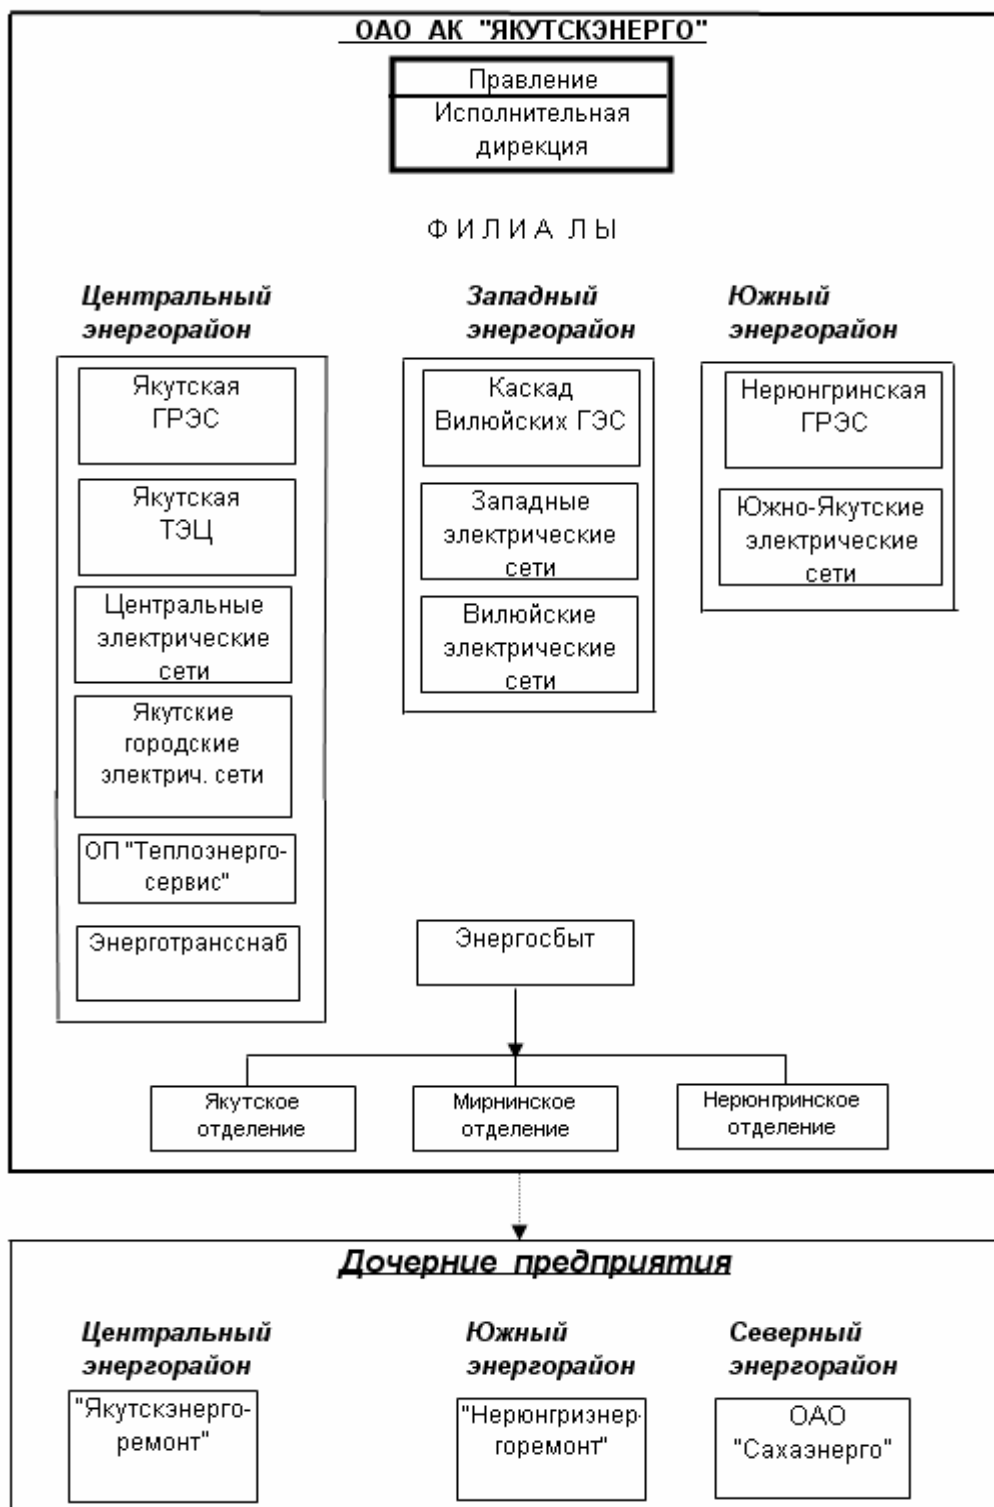 ОАО АК "ЯКУТСКЭНЕРГО"
Правление
Исполнительная
дирекция
Ф И Л И А Л Ы
Центральный
энергорайон
Якутская
ГРЭС
Якутская
ТЭЦ
Центральные
электрические
сети
Якутские
городские
электрич. сети
ОП "Теплоэнерго-
сервис"
Энерготрансснаб
Западный
энергорайон
Каскад
Вилюйских ГЭС
Западные
электрические
сети
Вилюйские
электрические
сети
Южный
энергорайон
Нерюнгринская
ГРЭС
Южно-Якутские
электрические
сети
Энергосбыт
Якутское
отделение
Мирнинское
отделение
Нерюнгринское
отделение
Дочерние предприятия
Центральный
энергорайон
"Якутскэнерго-
ремонт"
Южный
энергорайон
"Нерюнгриэнер-
горемонт"
Северный
энергорайон
ОАО
"Сахаэнерго"